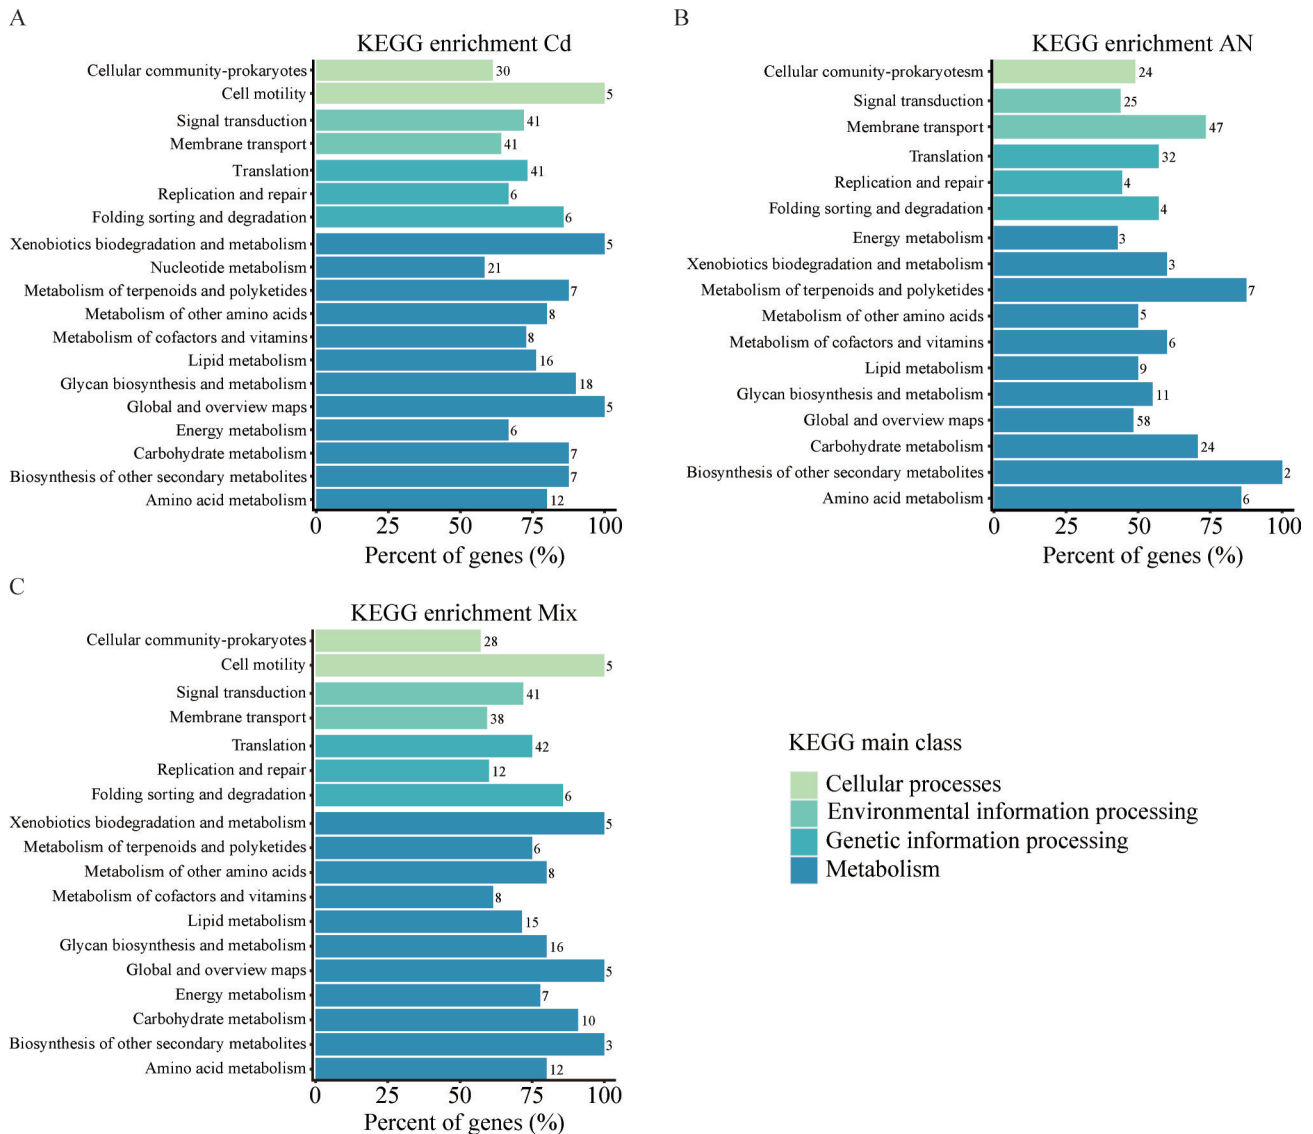 A
KEGG enrichment Cd
Cellular community-prokaryotes 30
Cell motility 5
Signal transduction 41
Membrane transport 41
Translation 41
Replication and repair 6
Folding sorting and degradation 6
Xenobiotics biodegradation and metabolism 5
Nucleotide metabolism 21
Metabolism of terpenoids and polyketides 7
Metabolism of other amino acids 8
Metabolism of cofactors and vitamins 8
Lipid metabolism 16
Glycan biosynthesis and metabolism 18
Global and overview maps 5
Energy metabolism 6
Carbohydrate metabolism 7
Biosynthesis of other secondary metabolites 7
Amino acid metabolism 12
0 25 50 75 100
Percent of genes (%)
B
KEGG enrichment AN
Cellular comunity-prokaryotesm 24
Signal transduction 25
Membrane transport 47
Translation 32
Replication and repair 4
Folding sorting and degradation 4
Energy metabolism 3
Xenobiotics biodegradation and metabolism 3
Metabolism of terpenoids and polyketides 7
Metabolism of other amino acids 5
Metabolism of cofactors and vitamins 6
Lipid metabolism 9
Glycan biosynthesis and metabolism 11
Global and overview maps 58
Carbohydrate metabolism 24
Biosynthesis of other secondary metabolites 2
Amino acid metabolism 6
0 25 50 75 100
Percent of genes (%)
C
KEGG enrichment Mix
Cellular community-prokaryotes 28
Cell motility 5
Signal transduction 41
Membrane transport 38
Translation 42
Replication and repair 12
Folding sorting and degradation 6
Xenobiotics biodegradation and metabolism 5
Metabolism of terpenoids and polyketides 6
Metabolism of other amino acids 8
Metabolism of cofactors and vitamins 8
Lipid metabolism 15
Glycan biosynthesis and metabolism 16
Global and overview maps 5
Energy metabolism 7
Carbohydrate metabolism 10
Biosynthesis of other secondary metabolites 3
Amino acid metabolism 12
0 25 50 75 100
Percent of genes (%)
KEGG main class
Cellular processes
Environmental information processing
Genetic information processing
Metabolism